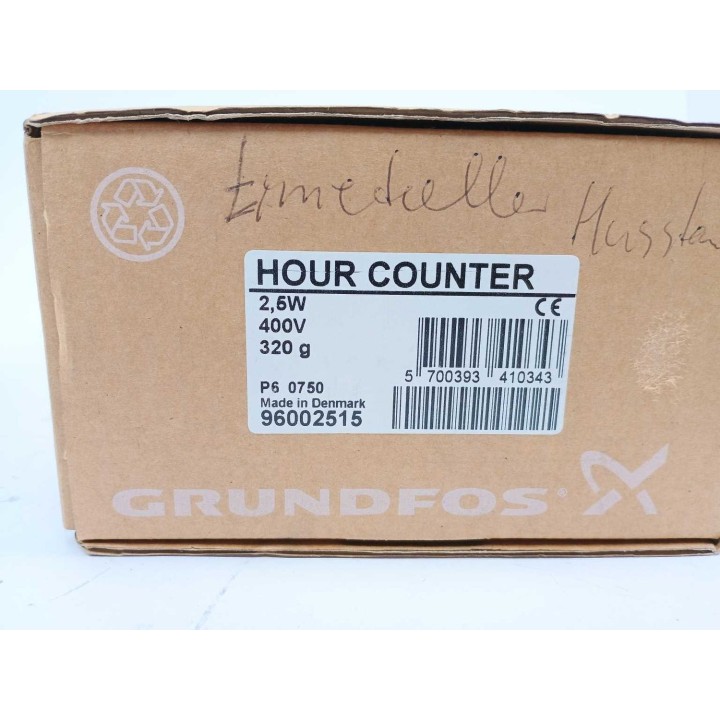 HOUR COUNTER
2,5W
CE
400V
320 g
5 700393 410343
P6 0750
Made in Denmark
96002515
GRUNDFOS